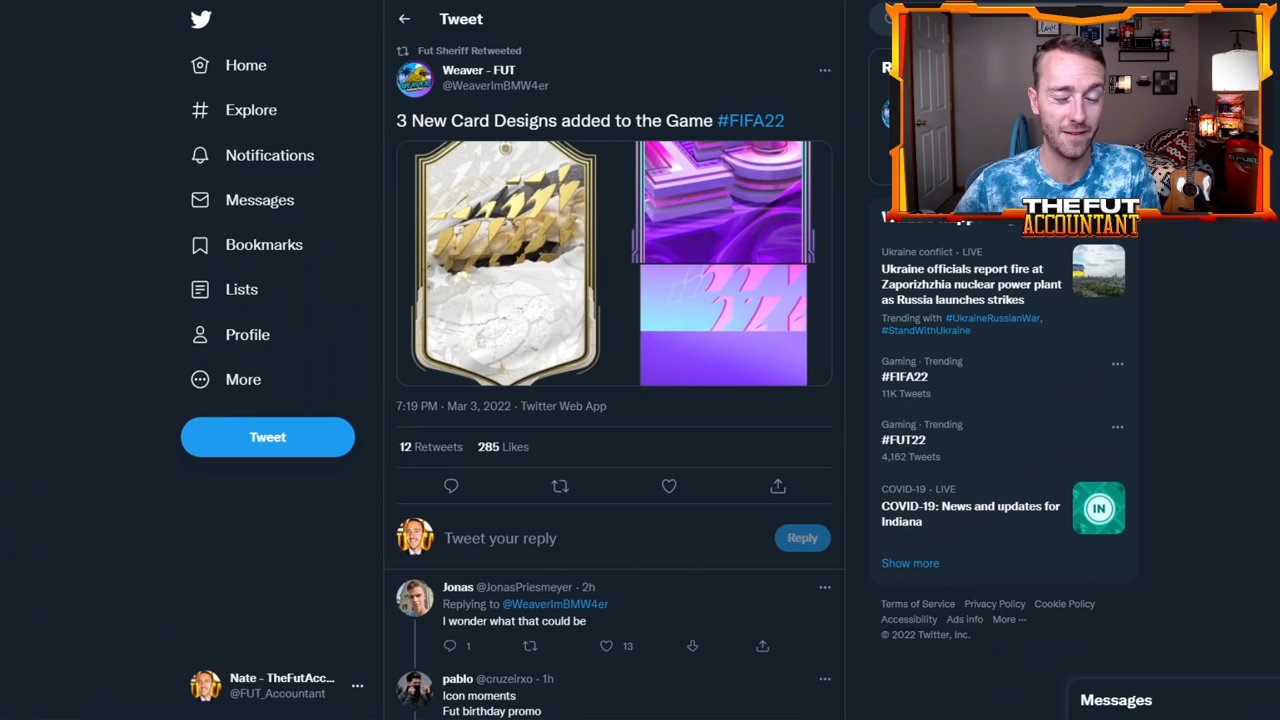 Home
Explore
Notifications
Messages
Bookmarks
Lists
Profile
More
Tweet
Nate - TheFutAcc...
@FUT_Accountant
Tweet
Fut Sheriff Retweeted
Weaver - FUT
@WeaverImBMW4er
3 New Card Designs added to the Game #FIFA22
7:19 PM · Mar 3, 2022 · Twitter Web App
12 Retweets 285 Likes
Tweet your reply
Reply
Jonas @JonasPriesmeyer · 2h
Replying to @WeaverImBMW4er
I wonder what that could be
1
13
pablo @cruzeirxo · 1h
Icon moments
Fut birthday promo
THE FUT
ACCOUNTANT
Ukraine conflict · LIVE
Ukraine officials report fire at
Zaporizhzhia nuclear power plant
as Russia launches strikes
Trending with #UkraineRussianWar,
#StandWithUkraine
Gaming · Trending
#FIFA22
11K Tweets
Gaming · Trending
#FUT22
4,162 Tweets
COVID-19 · LIVE
COVID-19: News and updates for
Indiana
IN
Show more
Terms of Service Privacy Policy Cookie Policy
Accessibility Ads info More ···
© 2022 Twitter, Inc.
Messages